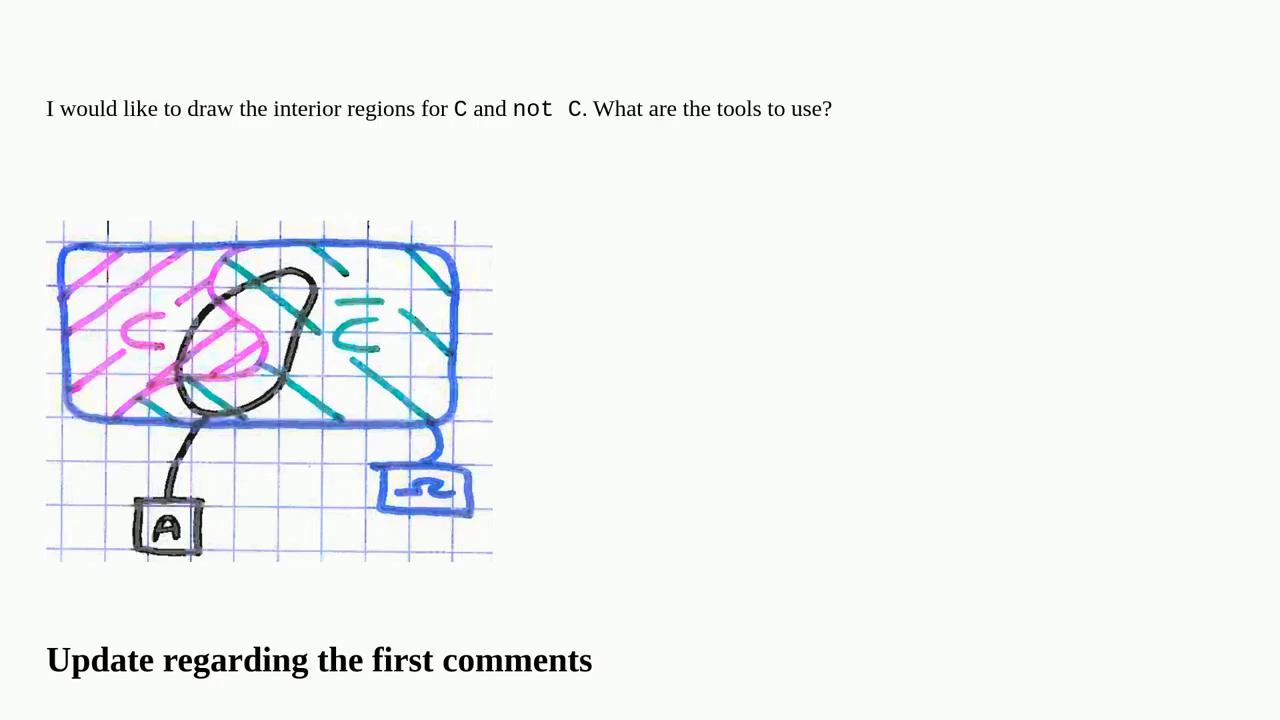 I would like to draw the interior regions for C and not C. What are the tools to use?
C
C̅
Ω
A
Update regarding the first comments